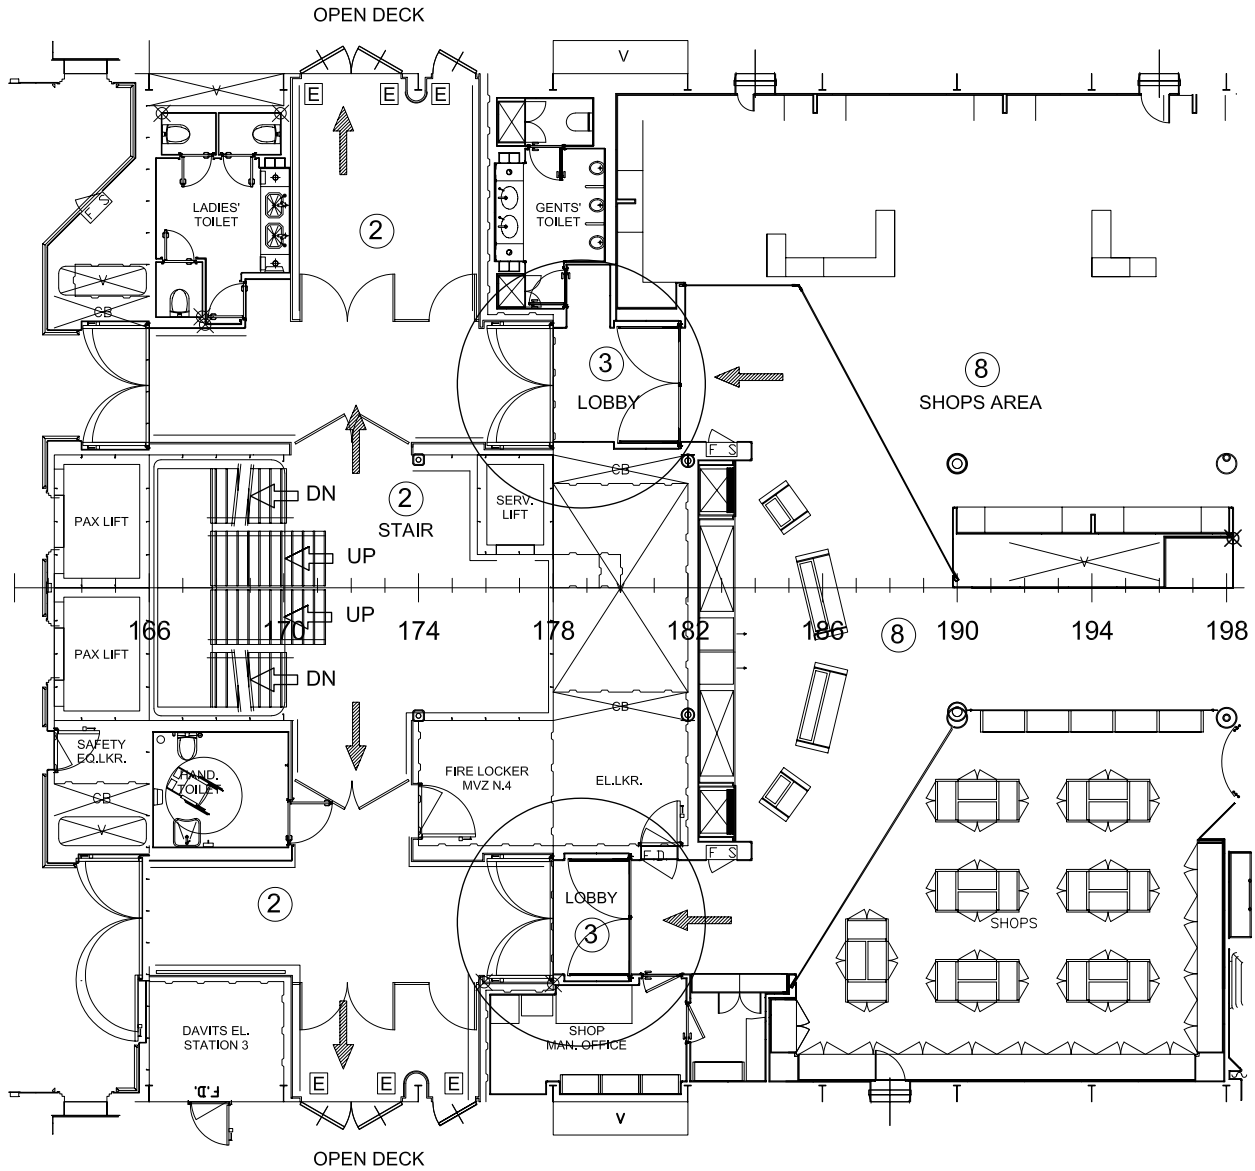 OPEN DECK
V
E
E
E
V
F S
LADIES'
TOILET
GENTS'
TOILET
2
V
CB
3
LOBBY
8
SHOPS AREA
F S
CB
PAX LIFT
DN
2
STAIR
SERV.
LIFT
UP
V
166
170
174
178
182
186
190
194
198
UP
8
PAX LIFT
DN
CB
SAFETY
EQ.LKR.
HAND.
TOILET
FIRE LOCKER
MVZ N.4
EL.LKR.
CB
V
F.D.
F S
2
LOBBY
3
SHOPS
DAVITS EL.
STATION 3
SHOP
MAN. OFFICE
F.D.
E
E
E
V
OPEN DECK